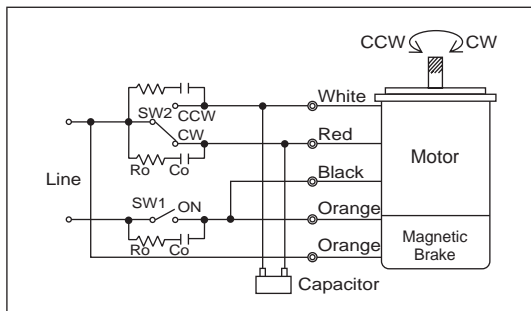 CCW CW
White
SW2 CCW
CW
Red
Ro Co
Motor
Line
Black
SW1 ON
Orange
Ro Co
Magnetic
Brake
Orange
Capacitor